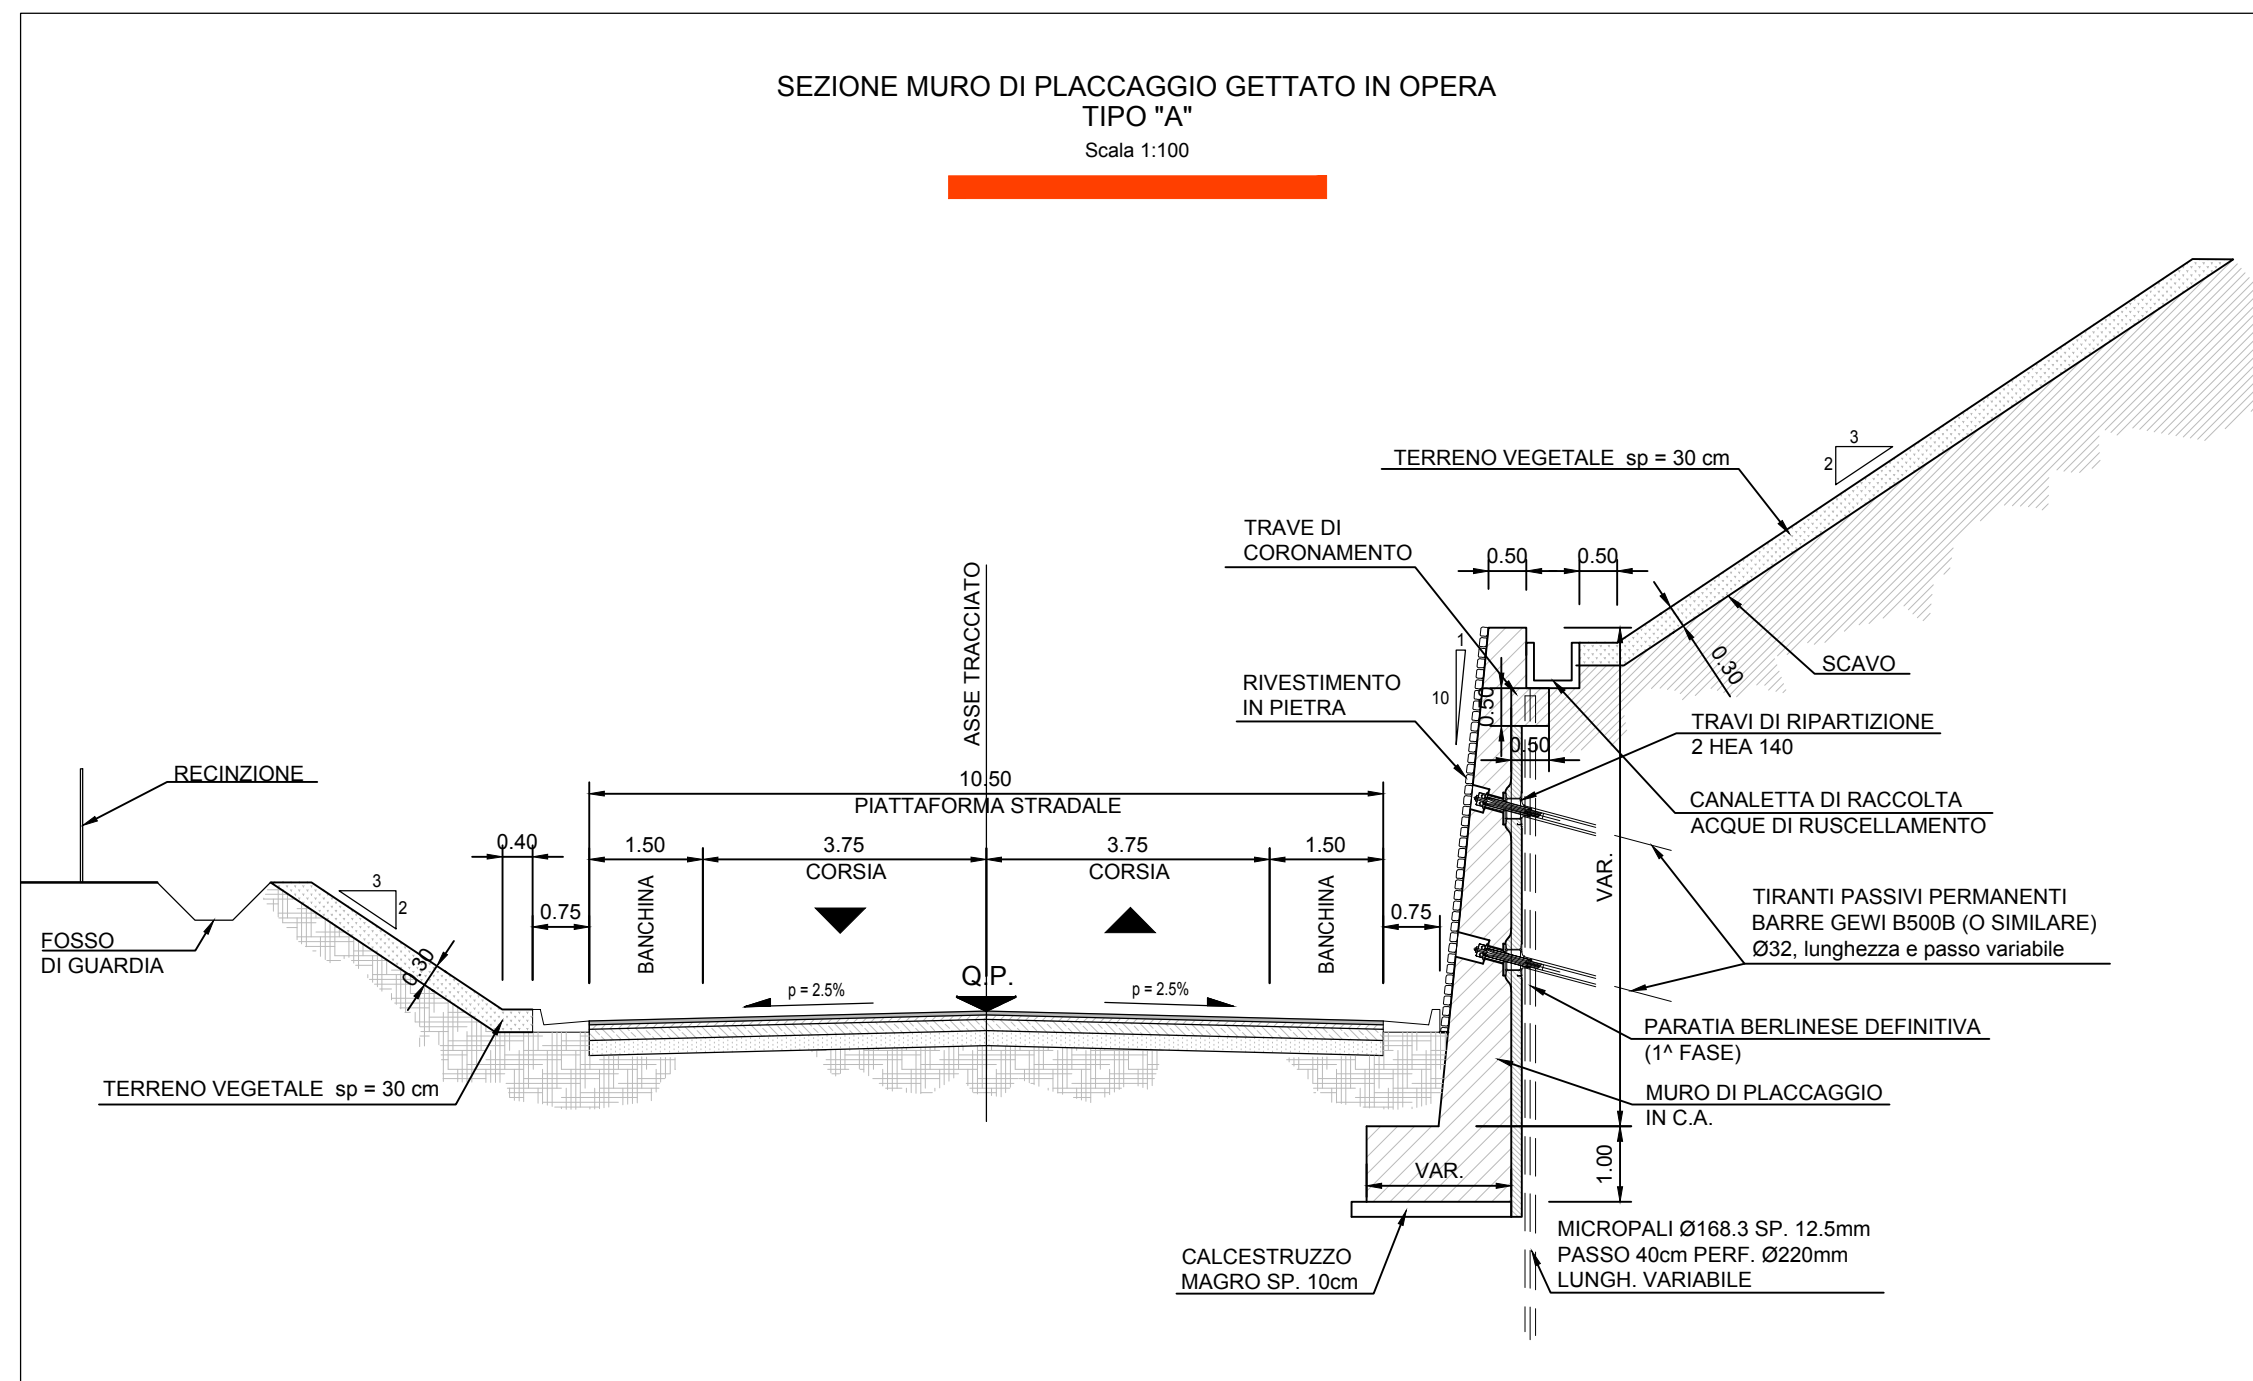 SEZIONE MURO DI PLACCAGGIO GETTATO IN OPERA
TIPO "A"
Scala 1:100
3
2
TERRENO VEGETALE sp = 30 cm
TRAVE DI
CORONAMENTO
0.50
0.50
ASSE TRACCIATO
1
10
0.30
SCAVO
RIVESTIMENTO
IN PIETRA
0.50
0.50
TRAVI DI RIPARTIZIONE
2 HEA 140
RECINZIONE
10.50
PIATTAFORMA STRADALE
CANALETTA DI RACCOLTA
ACQUE DI RUSCELLAMENTO
0.40
1.50
3.75
3.75
1.50
CORSIA
CORSIA
VAR.
3
2
BANCHINA
BANCHINA
0.75
0.75
TIRANTI PASSIVI PERMANENTI
BARRE GEWI B500B (O SIMILARE)
Ø32, lunghezza e passo variabile
FOSSO
DI GUARDIA
0.30
Q.P.
p = 2.5%
p = 2.5%
PARATIA BERLINESE DEFINITIVA
(1^ FASE)
TERRENO VEGETALE sp = 30 cm
MURO DI PLACCAGGIO
IN C.A.
VAR.
1.00
CALCESTRUZZO
MAGRO SP. 10cm
MICROPALI Ø168.3 SP. 12.5mm
PASSO 40cm PERF. Ø220mm
LUNGH. VARIABILE